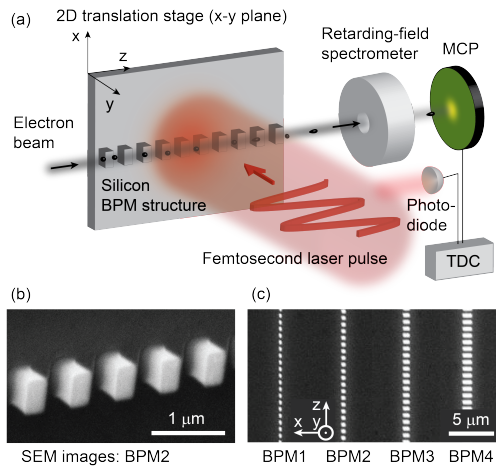 (a)
2D translation stage (x-y plane)
Retarding-field
spectrometer
MCP
x
z
y
Electron
beam
Silicon
BPM structure
Photo-
diode
Femtosecond laser pulse
TDC
(b)
(c)
1 μm
z
x
y
5 μm
SEM images: BPM2
BPM1
BPM2
BPM3
BPM4